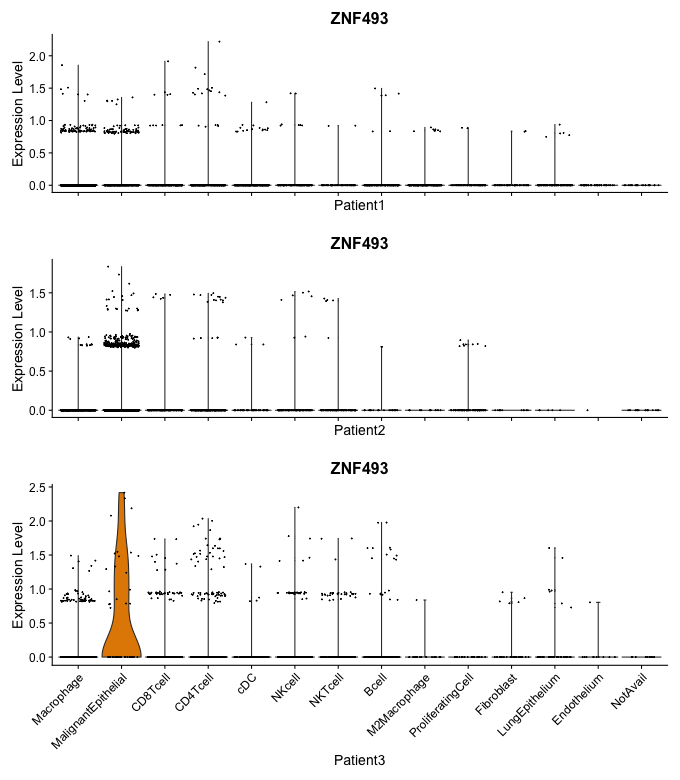 ZNF493
Expression Level
2.0
1.5
1.0
0.5
0.0
Patient1
ZNF493
Expression Level
1.5
1.0
0.5
0.0
Patient2
ZNF493
Expression Level
2.5
2.0
1.5
1.0
0.5
0.0
Macrophage
MalignantEpithelial
CD8Tcell
CD4Tcell
cDC
NKcell
NKTcell
Bcell
M2Macrophage
ProliferatingCell
Fibroblast
LungEpithelium
Endothelium
NotAvail
Patient3